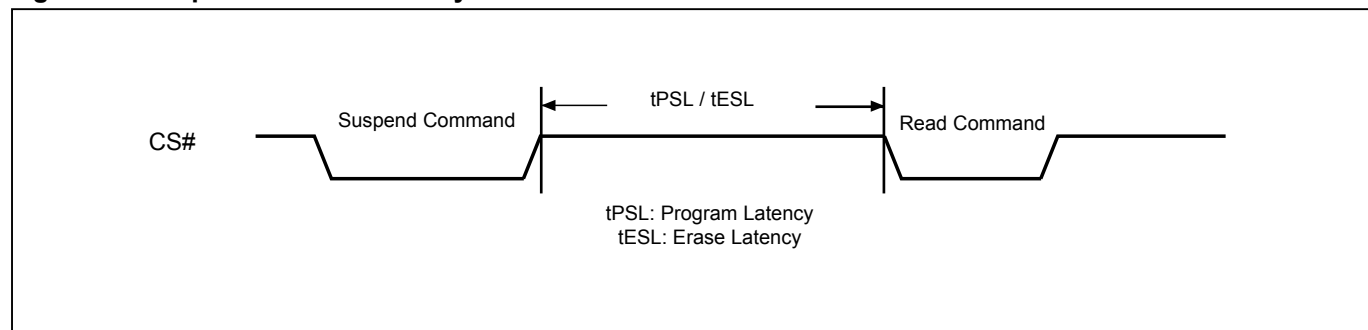 tPSL / tESL
Suspend Command
Read Command
CS#
tPSL: Program Latency
tESL: Erase Latency